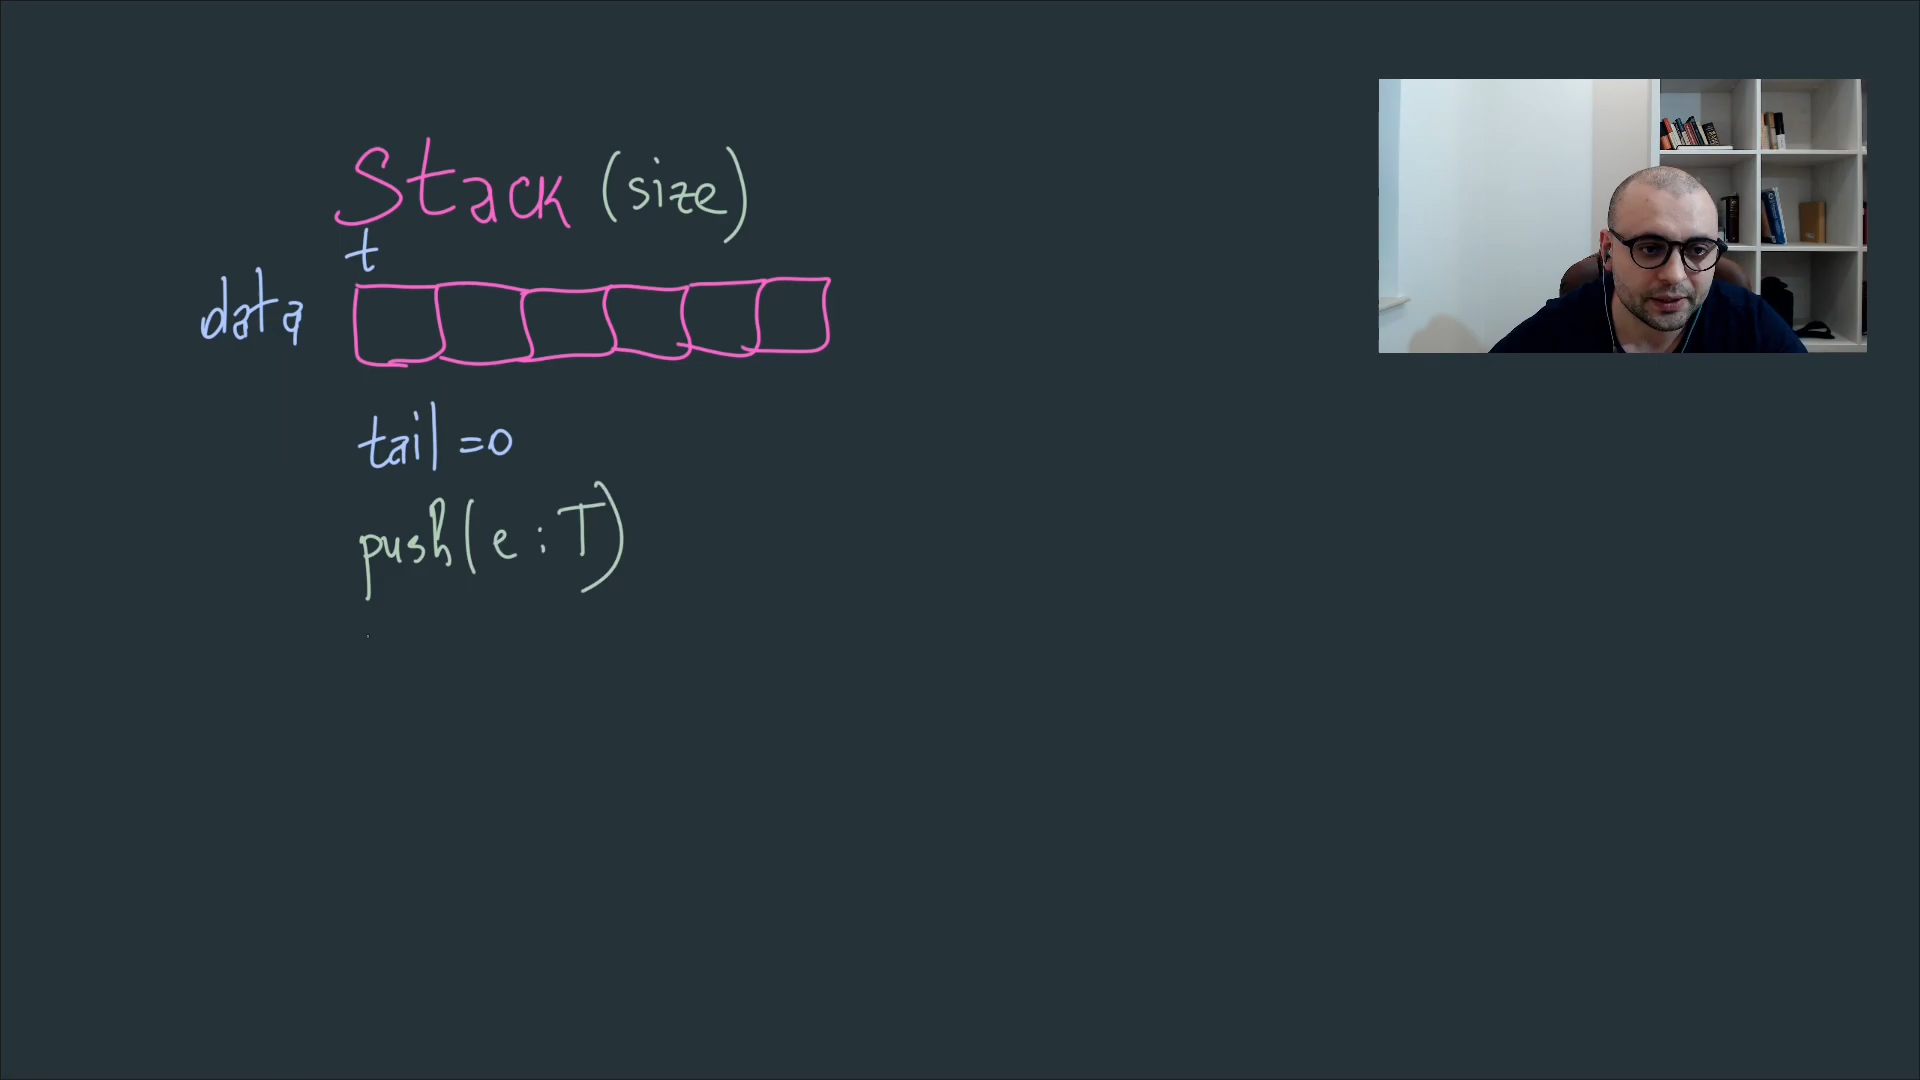 Stack (size)
t
data
tail =0
push(e : T)